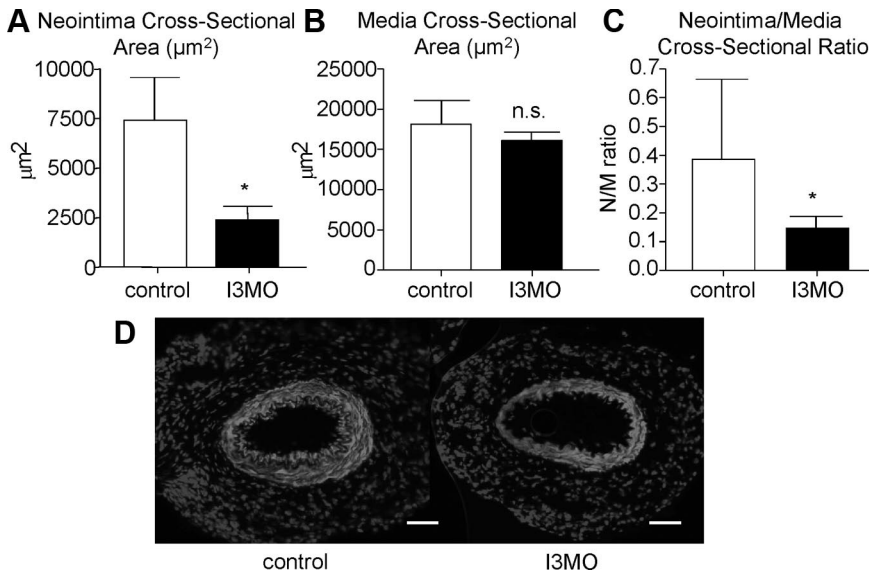 A Neointima Cross-Sectional
Area (µm²)
10000
7500
5000
2500
0
µm²
*
control I3MO
B Media Cross-Sectional
Area (µm²)
25000
20000
15000
10000
5000
0
µm²
n.s.
control I3MO
C Neointima/Media
Cross-Sectional Ratio
0.7
0.6
0.5
0.4
0.3
0.2
0.1
0.0
N/M ratio
*
control I3MO
D
control I3MO